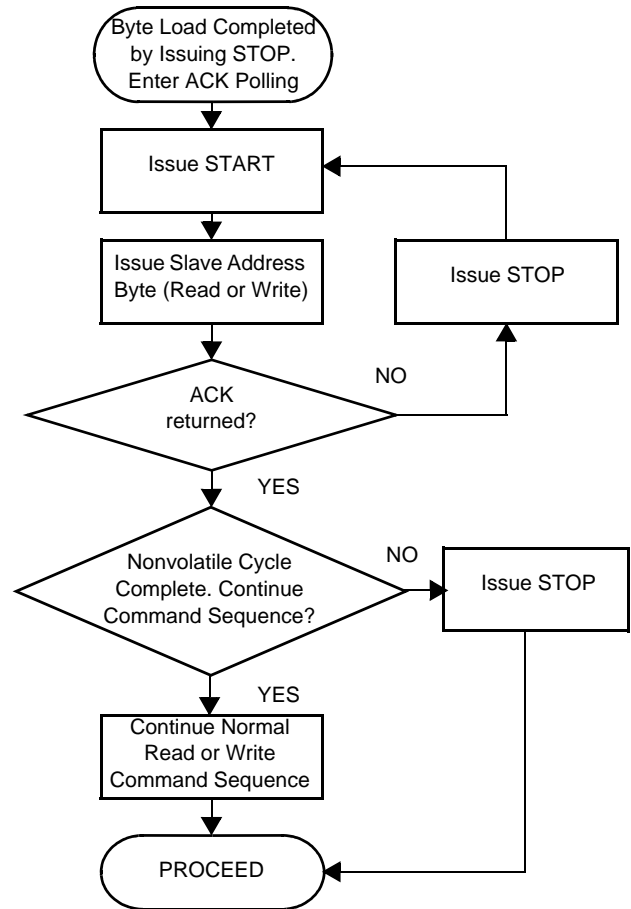 Byte Load Completed
by Issuing STOP.
Enter ACK Polling
Issue START
Issue Slave Address
Byte (Read or Write)
Issue STOP
NO
ACK
returned?
YES
Nonvolatile Cycle
Complete. Continue
Command Sequence?
NO
Issue STOP
YES
Continue Normal
Read or Write
Command Sequence
PROCEED